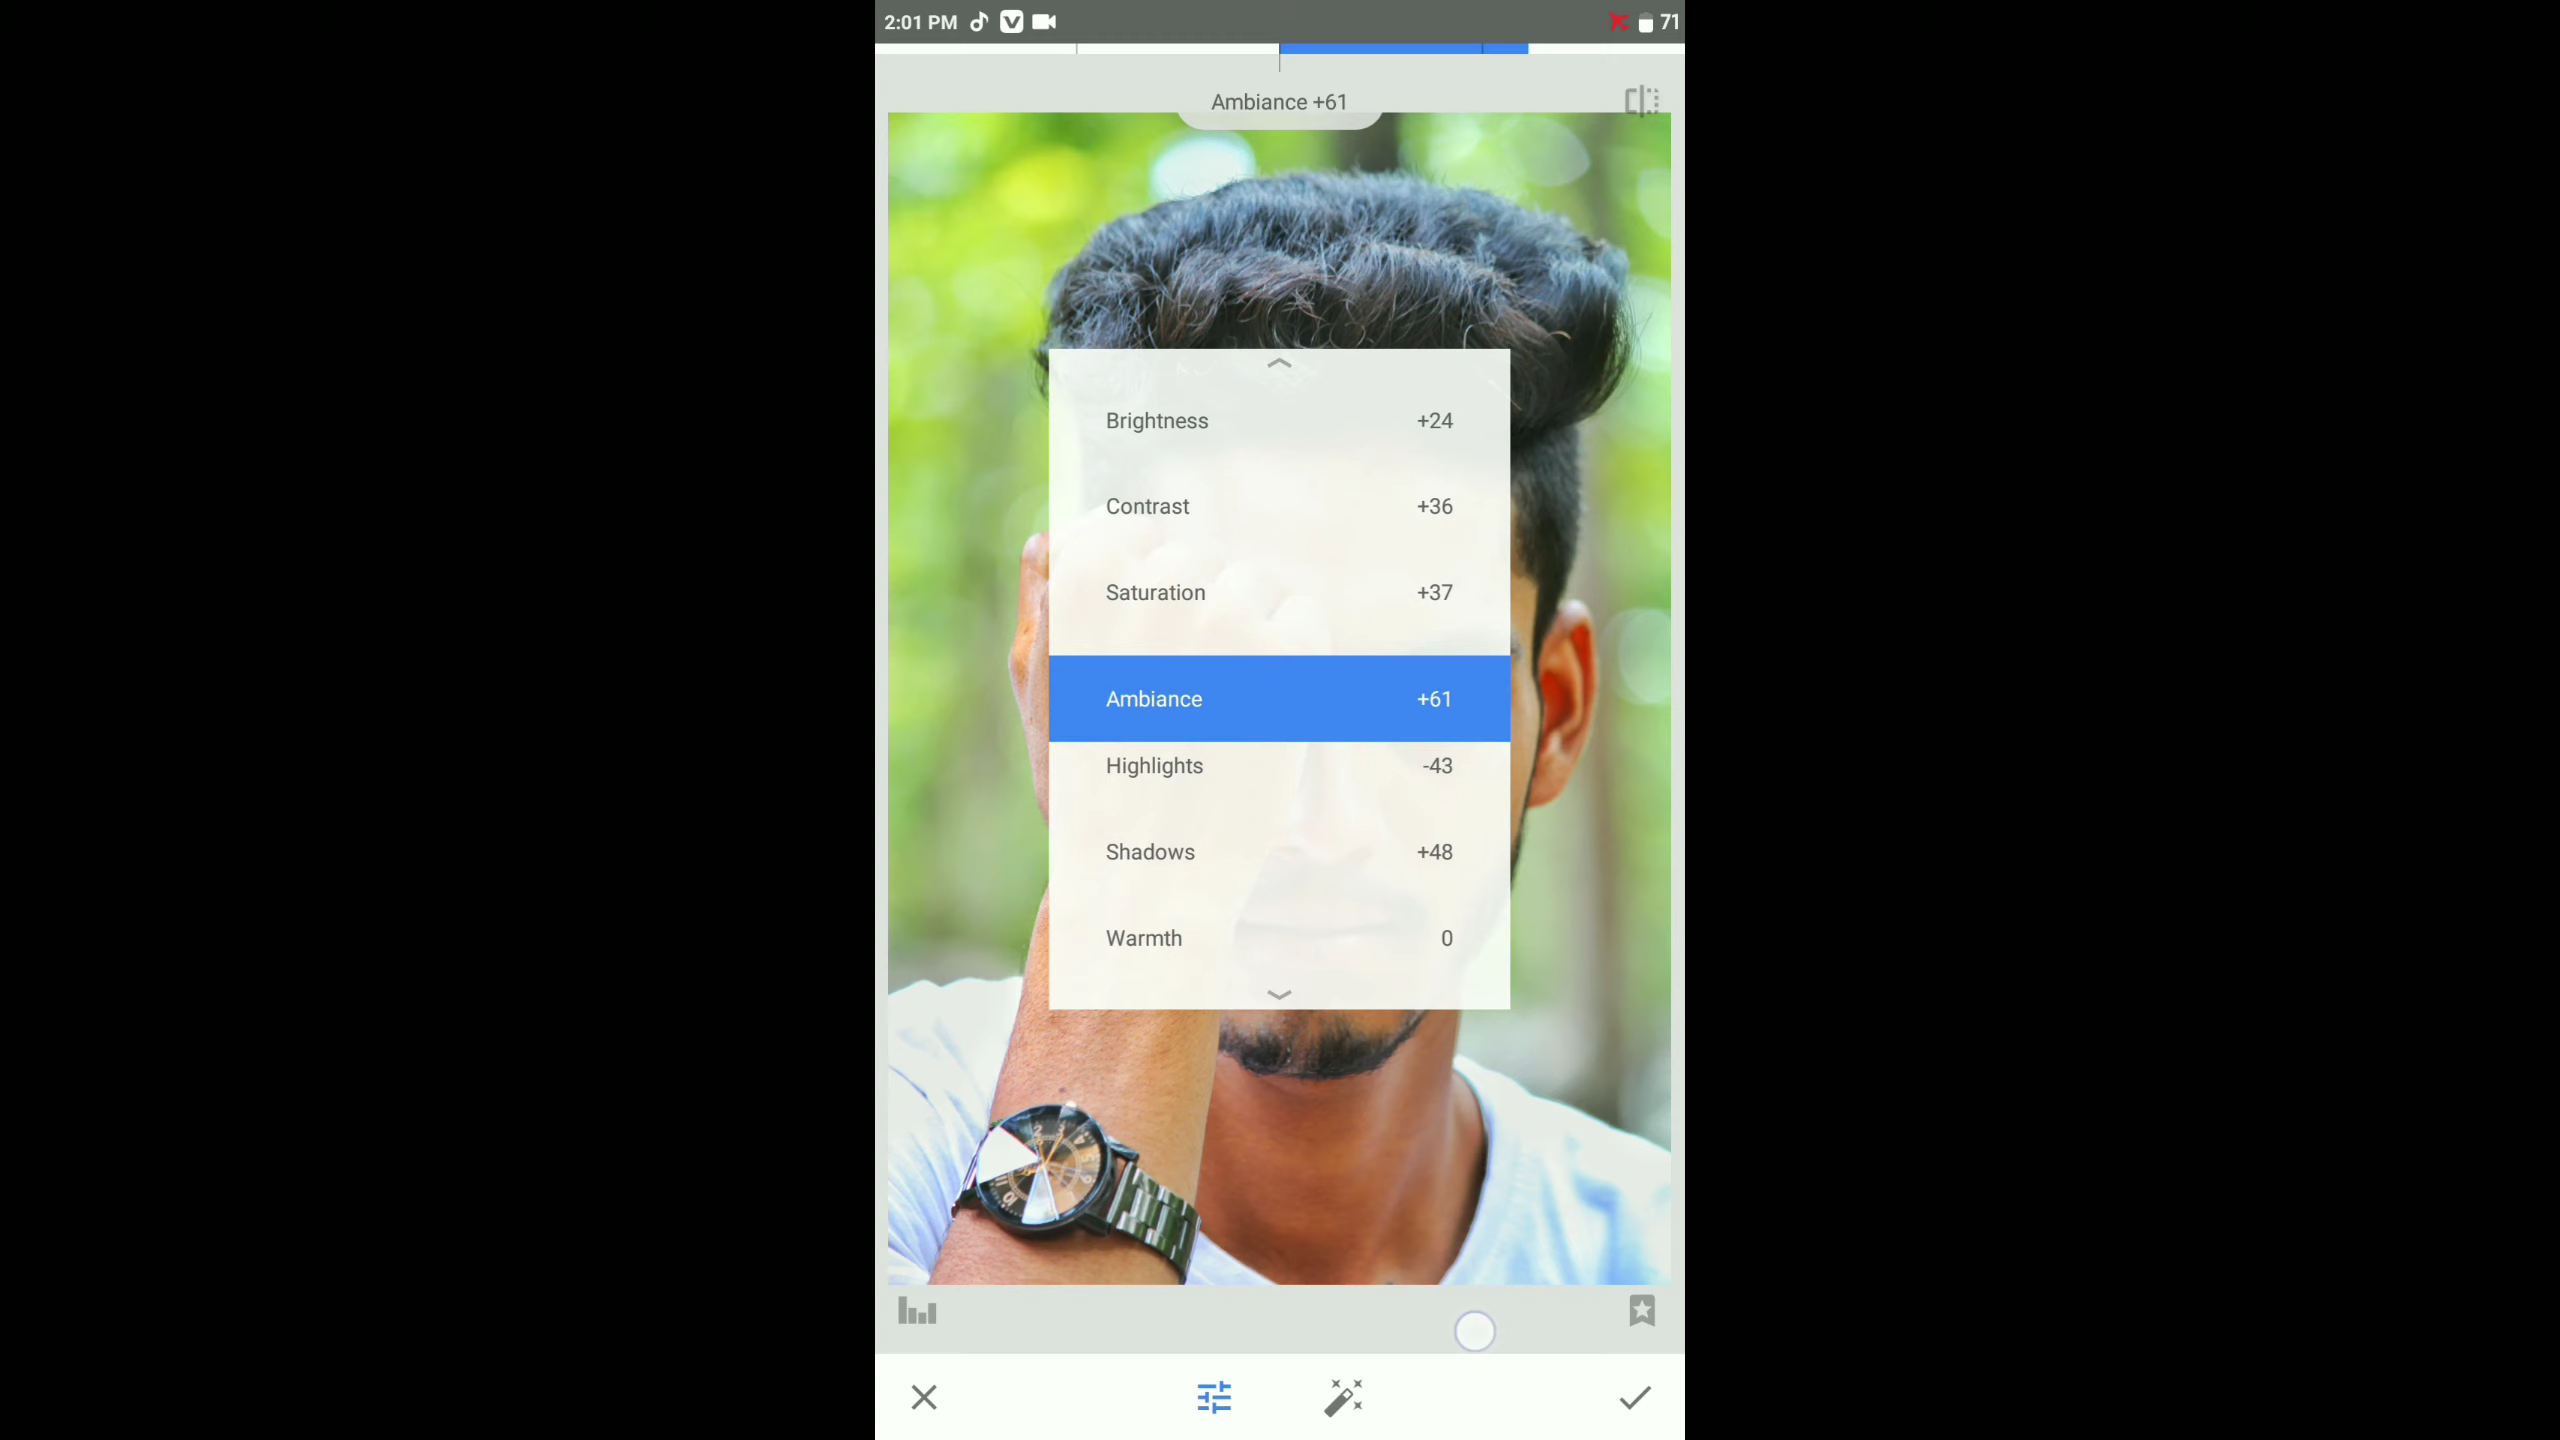 2:01 PM
71
Ambiance +61
Brightness +24
Contrast +36
Saturation +37
Ambiance +61
Highlights -43
Shadows +48
Warmth 0